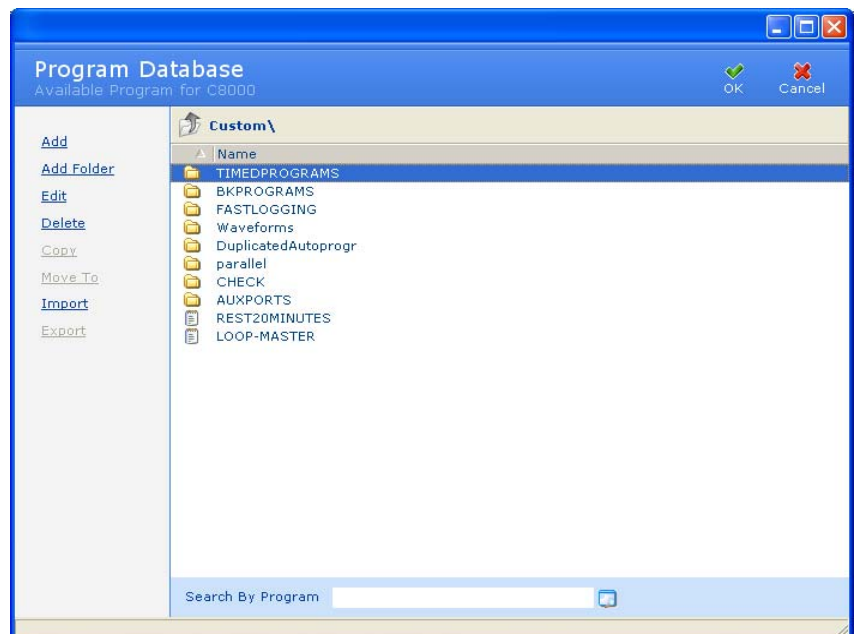 Program Database
Available Program for C8000
OK
Cancel
Add
Add Folder
Edit
Delete
Copy
Move To
Import
Export
Custom\
Name
TIMEDPROGRAMS
BKPROGRAMS
FASTLOGGING
Waveforms
DuplicatedAutoprogr
parallel
CHECK
AUXPORTS
REST20MINUTES
LOOP-MASTER
Search By Program